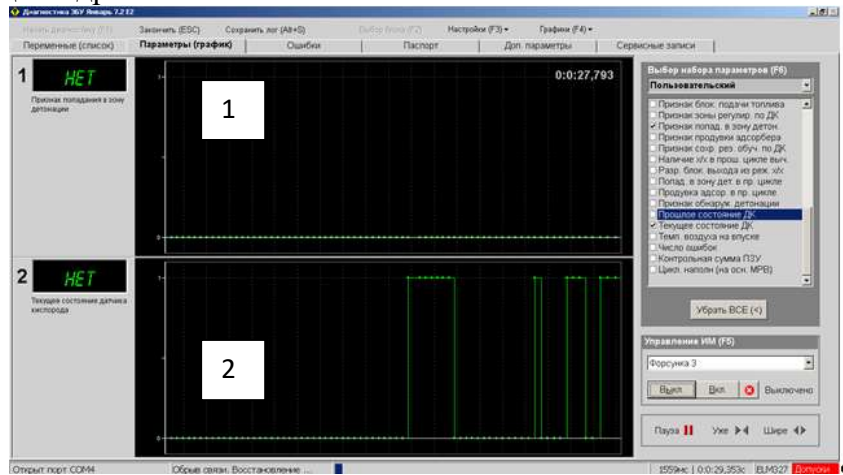 Диагностика ЭБУ Январь 7.2 E2
Начать диагностику (F1) Закончить (ESC) Сохранить лог (Alt+S) Выбор блока (F2) Настройки (F3) Графики (F4)
Переменные (список) Параметры (график) Ошибки Паспорт Доп. параметры Сервисные записи
1 НЕТ
Признак попадания в зону
детонации
1
0
1
0:0:27,793
2 НЕТ
Текущее состояние датчика
кислорода
1
0
2
Выбор набора параметров (F6)
Пользовательский
Признак блок. подачи топлива
Признак зоны регулир. по ДК
Признак попад. в зону детон.
Признак продувки адсорбера
Признак сохр. рез. обуч. по ДК
Наличие х/х в прош. цикле выч.
Разр. блок. выхода из реж. х/х
Попад. в зону дет. в пр. цикле
Продувка адсор. в пр. цикле
Признак обнаруж. детонации
Прошлое состояние ДК
Текущее состояние ДК
Темп. воздуха на впуске
Число ошибок
Контрольная сумма ПЗУ
Цикл. наполн (на осн. МРВ)
Убрать ВСЕ (<)
Управление ИМ (F5)
Форсунка 3
Выкл. Вкл. Выключено
Пауза Уже Шире
Открыт порт COM4 Обрыв связи. Восстановление ... 1559мс 0:0:29,353с ELM327 Допуски